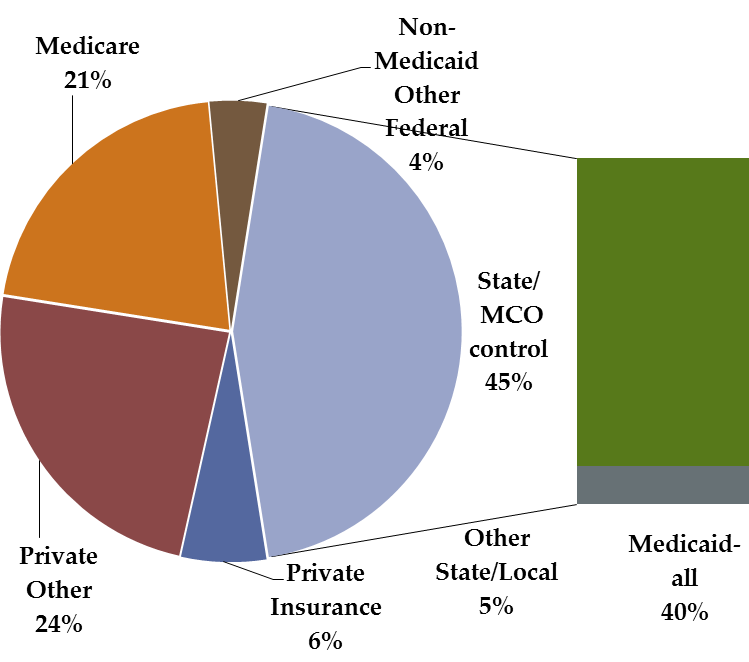 Medicare
21%
Non-
Medicaid
Other
Federal
4%
State/
MCO
control
45%
Other
State/Local
5%
Medicaid-
all
40%
Private
Other
24%
Private
Insurance
6%